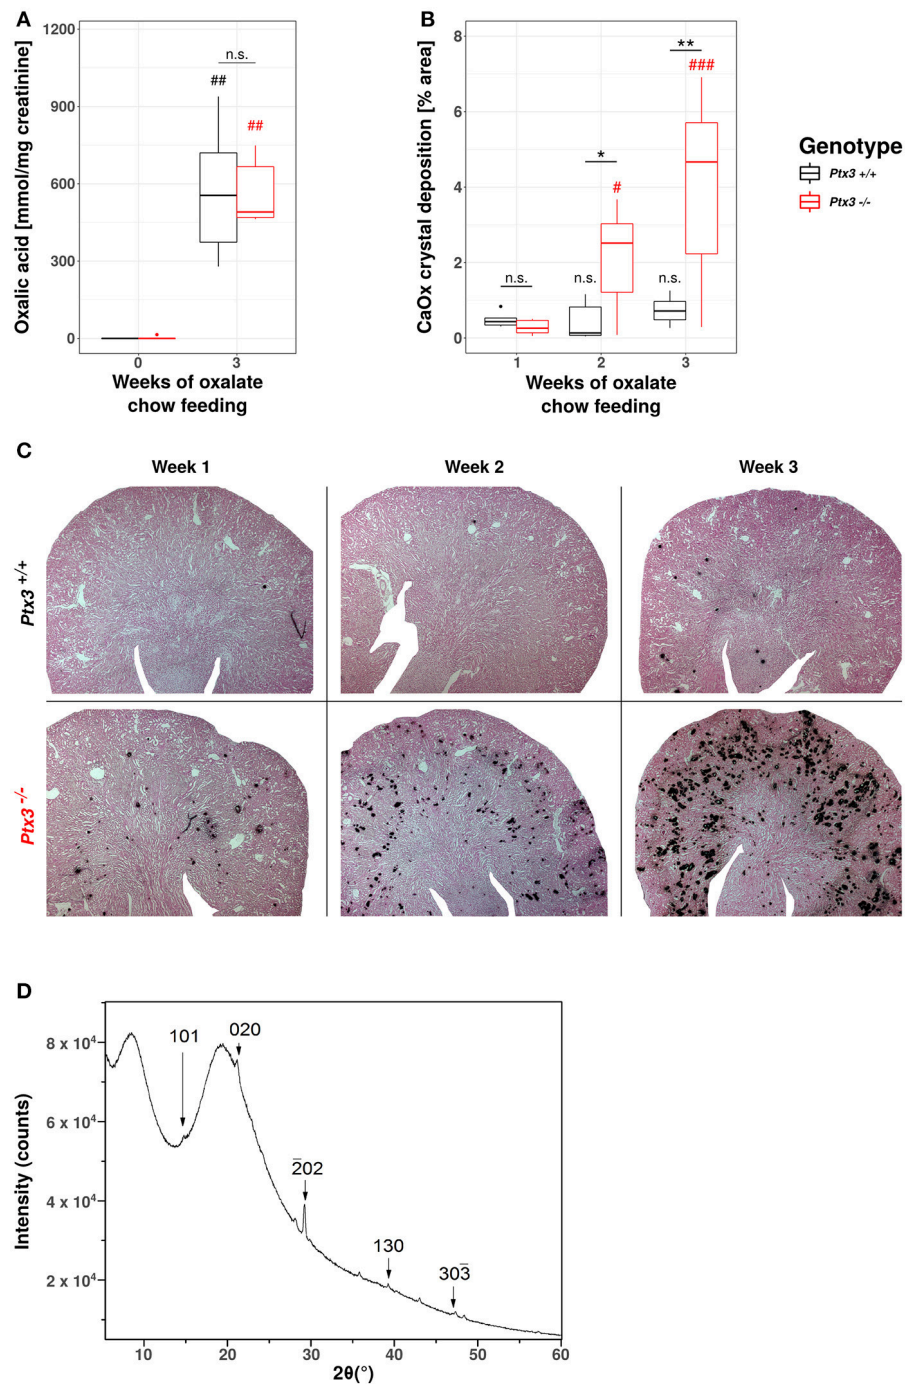 A
Oxalic acid [mmol/mg creatinine]
1200
900
600
300
0
##
n.s.
##
0
3
Weeks of oxalate
chow feeding
B
CaOx crystal deposition [% area]
8
6
4
2
0
n.s.
n.s.
*
#
n.s.
**
###
1
2
3
Weeks of oxalate
chow feeding
Genotype
Ptx3 +/+
Ptx3 -/-
C
Week 1
Week 2
Week 3
Ptx3 +/+
Ptx3 -/-
D
Intensity (counts)
8 x 10⁴
6 x 10⁴
4 x 10⁴
2 x 10⁴
101
020
2̅02
130
303̅
10
20
30
40
50
60
2θ(°)